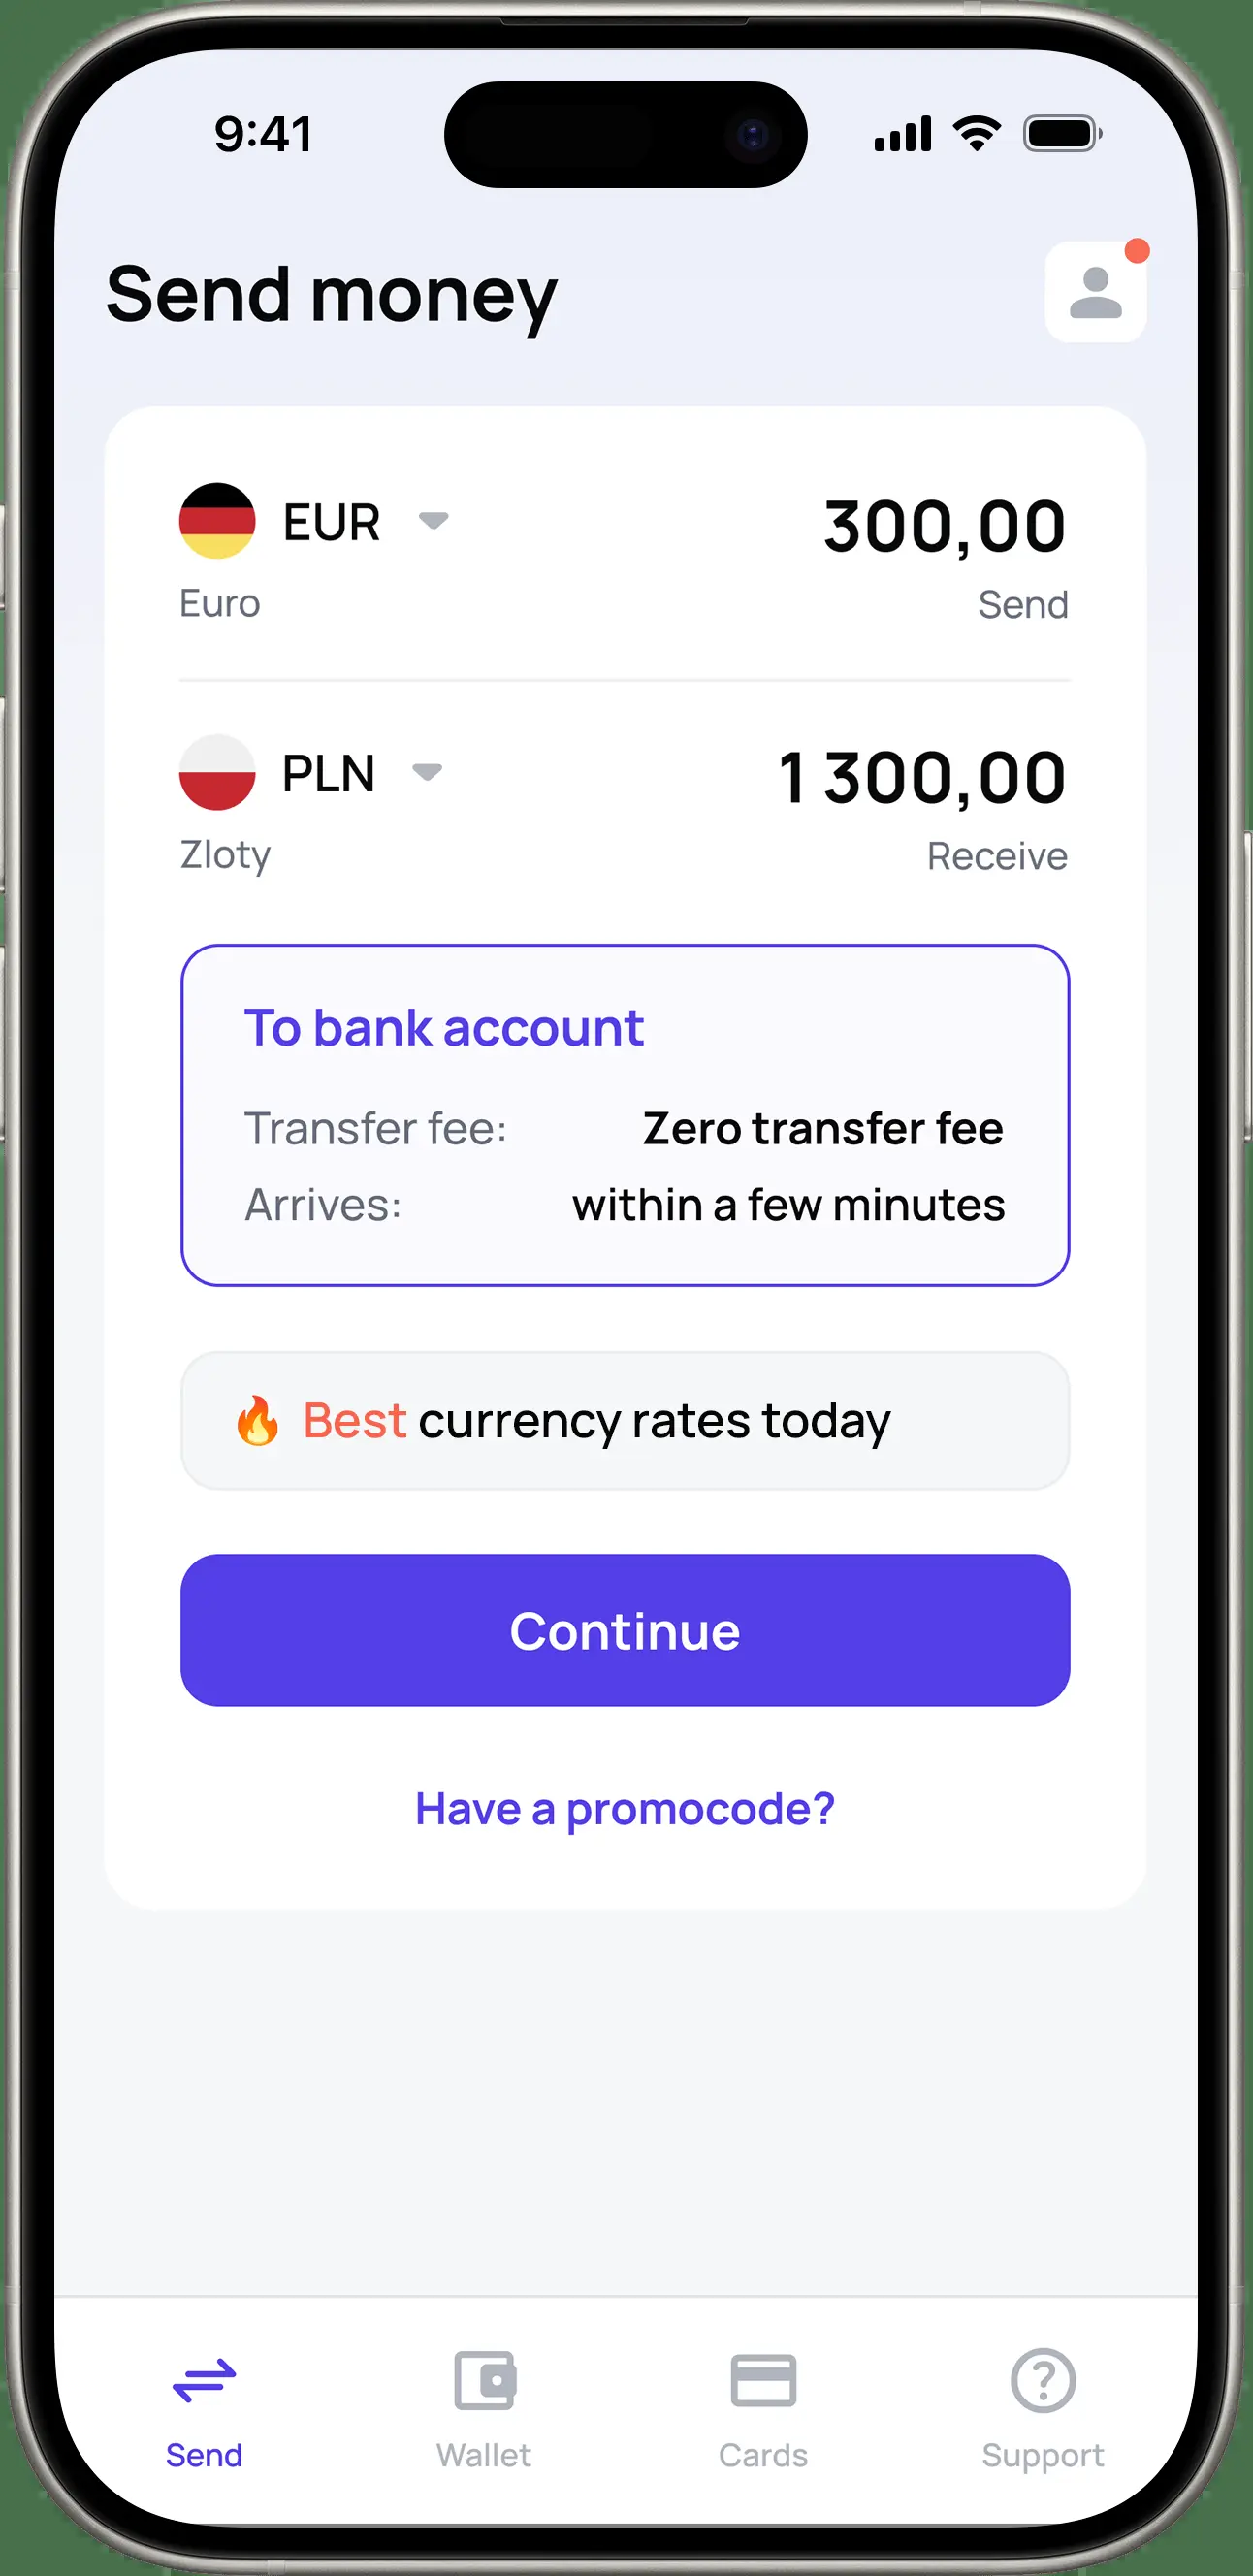 9:41
Send money
EUR 300,00
Euro Send
PLN 1 300,00
Zloty Receive
To bank account
Transfer fee: Zero transfer fee
Arrives: within a few minutes
🔥 Best currency rates today
Continue
Have a promocode?
Send Wallet Cards Support